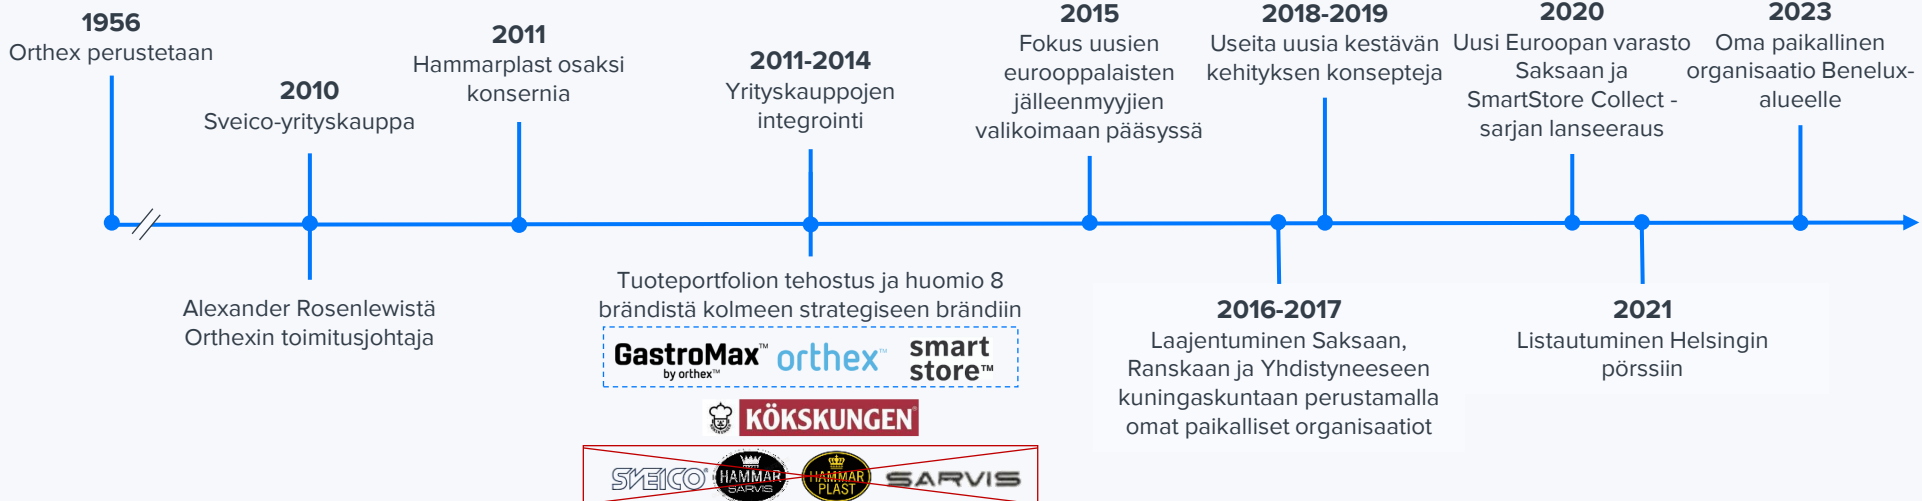 1956
Orthex perustetaan
2010
Sveico-yrityskauppa
Alexander Rosenlewistä
Orthexin toimitusjohtaja
2011
Hammarplast osaksi
konsernia
2011-2014
Yrityskauppojen
integrointi
Tuoteportfolion tehostus ja huomio 8
brändistä kolmeen strategiseen brändiin
GastroMax™
by orthex™
orthex™
smart
store™
KÖKSKUNGEN
SVEICO®
HAMMAR
SARVIS
HAMMAR
PLAST
SARVIS
2015
Fokus uusien
eurooppalaisten
jälleenmyyjien
valikoimaan pääsyssä
2016-2017
Laajentuminen Saksaan,
Ranskaan ja Yhdistyneeseen
kuningaskuntaan perustamalla
omat paikalliset organisaatiot
2018-2019
Useita uusia kestävän
kehityksen konsepteja
2020
Uusi Euroopan varasto
Saksaan ja
SmartStore Collect -
sarjan lanseeraus
2021
Listautuminen Helsingin
pörssiin
2023
Oma paikallinen
organisaatio Benelux-
alueelle